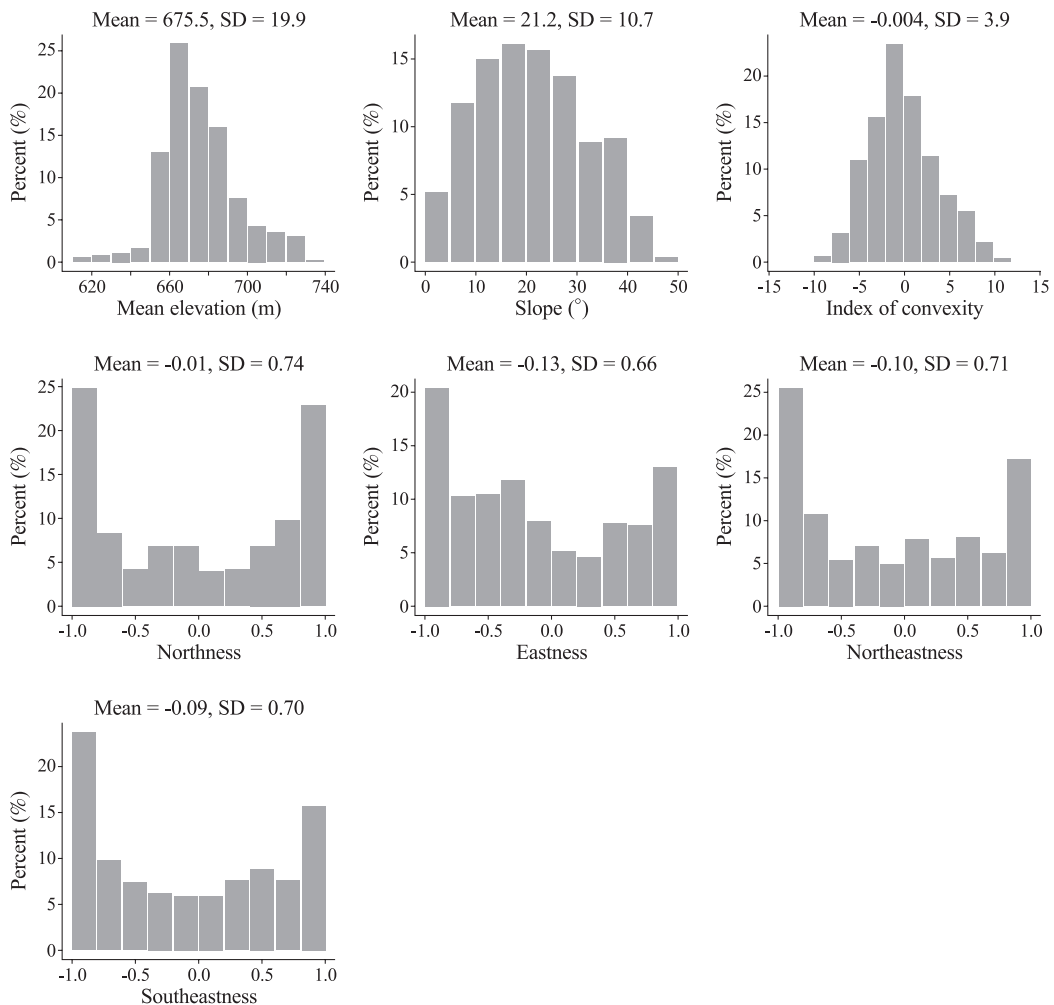 Mean = 675.5, SD = 19.9
Percent (%)
25
20
15
10
5
0
620 660 700 740
Mean elevation (m)
Mean = 21.2, SD = 10.7
Percent (%)
15
10
5
0
0 10 20 30 40 50
Slope (°)
Mean = -0.004, SD = 3.9
Percent (%)
20
15
10
5
0
-15 -10 -5 0 5 10 15
Index of convexity
Mean = -0.01, SD = 0.74
Percent (%)
25
20
15
10
5
0
-1.0 -0.5 0.0 0.5 1.0
Northness
Mean = -0.13, SD = 0.66
Percent (%)
20
15
10
5
0
-1.0 -0.5 0.0 0.5 1.0
Eastness
Mean = -0.10, SD = 0.71
Percent (%)
25
20
15
10
5
0
-1.0 -0.5 0.0 0.5 1.0
Northeastness
Mean = -0.09, SD = 0.70
Percent (%)
20
15
10
5
0
-1.0 -0.5 0.0 0.5 1.0
Southeastness